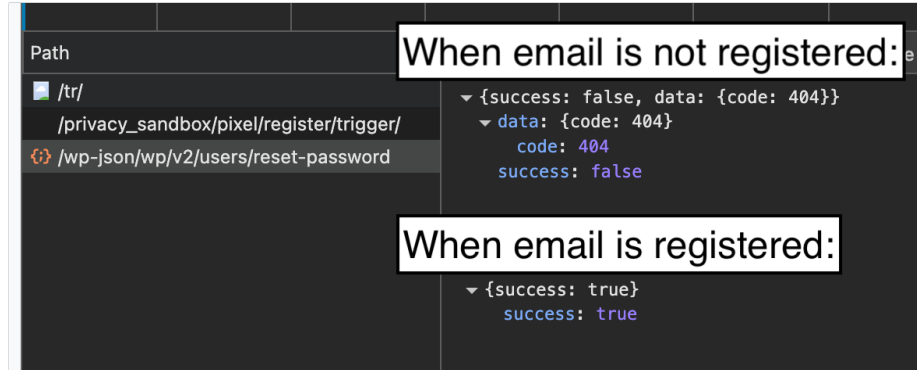 Path
When email is not registered:
e
/tr/
{success: false, data: {code: 404}}
/privacy_sandbox/pixel/register/trigger/
data: {code: 404}
/wp-json/wp/v2/users/reset-password
code: 404
success: false
When email is registered:
{success: true}
success: true